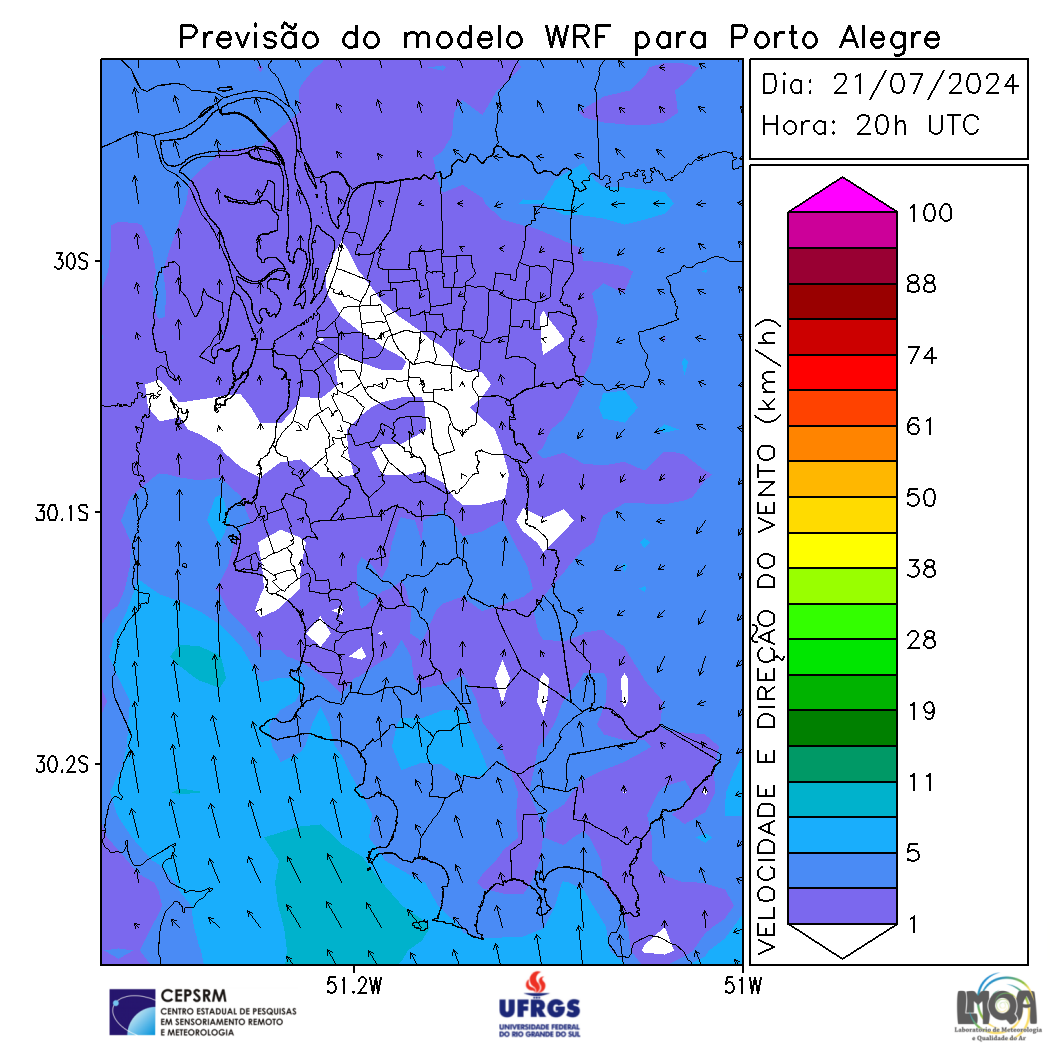 Previsão do modelo WRF para Porto Alegre
Dia: 21/07/2024
Hora: 20h UTC
30S
30.1S
30.2S
51.2W
51W
VELOCIDADE E DIREÇÃO DO VENTO (km/h)
100
88
74
61
50
38
28
19
11
5
1
CEPSRM
CENTRO ESTADUAL DE PESQUISAS
EM SENSORIAMENTO REMOTO
E METEOROLOGIA
UFRGS
UNIVERSIDADE FEDERAL
DO RIO GRANDE DO SUL
LMQA
Laboratório de Meteorologia
e Qualidade do Ar